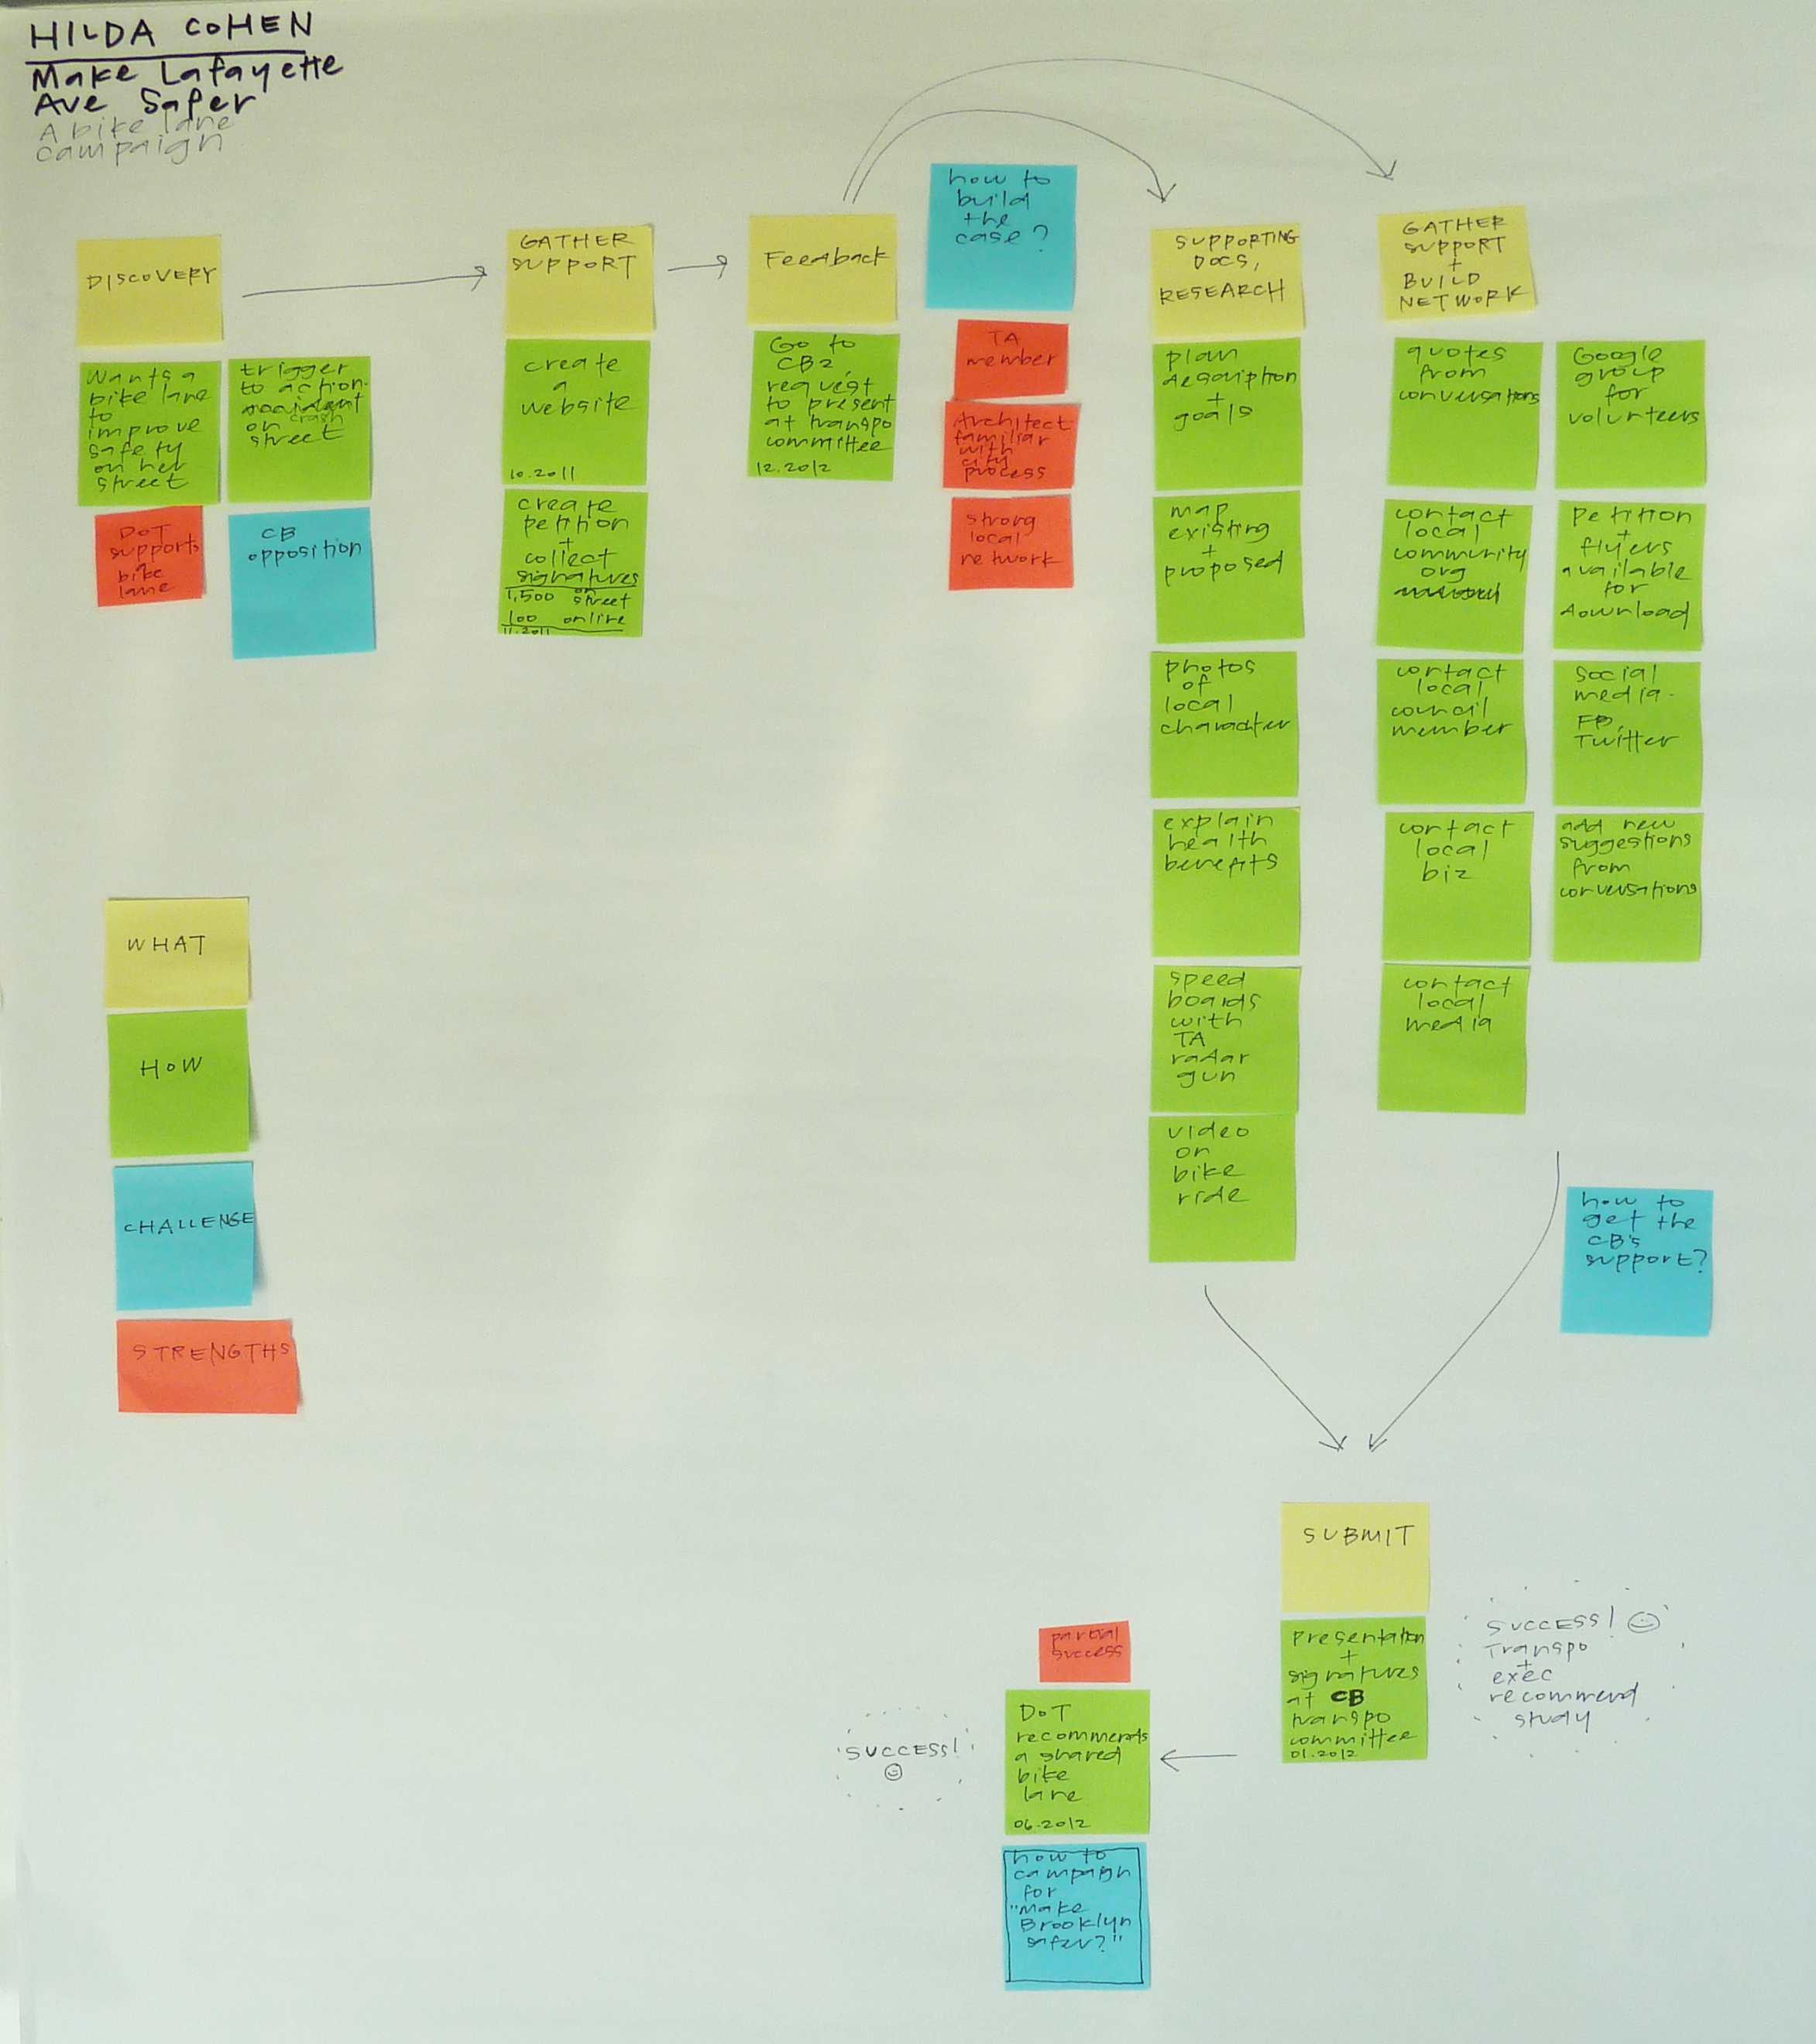 HILDA COHEN
Make Lafayette
Ave Safer
A bike lane
campaign
DISCOVERY
wants a
bike lane
to
improve
safety
on her
street
trigger
to action-
on crash
street
DOT
supports
bike
lane
CB
opposition
GATHER
SUPPORT
create
a
website
10.2011
create
petition
+
collect
signatures
1,500 on street
100 online
11.2011
Feedback
Go to
CB2,
request
to present
at transpo
committee
12.2012
how to
build
the
case?
TA
member
Architect
familiar
with
city
process
strong
local
network
SUPPORTING
DOCS,
RESEARCH
plan
description
+
goals
map
existing
+
proposed
photos
of
local
character
explain
health
benefits
speed
boards
with
TA
radar
gun
video
on
bike
ride
GATHER
SUPPORT
+
BUILD
NETWORK
quotes
from
conversations
contact
local
community
org
contact
local
council
member
contact
local
biz
contact
local
media
Google
group
for
volunteers
petition
+
flyers
available
for
download
social
media-
FB,
Twitter
add new
suggestions
from
conversations
how to
get the
CB's
support?
WHAT
HOW
CHALLENGE
STRENGTHS
SUBMIT
presentation
+
signatures
at CB
transpo
committee
01.2012
SUCCESS!
Transpo
+
exec
recommend
study
partial
success
DOT
recommends
a shared
bike
lane
06.2012
SUCCESS!
how to
campaign
for
"make
Brooklyn
safer?"